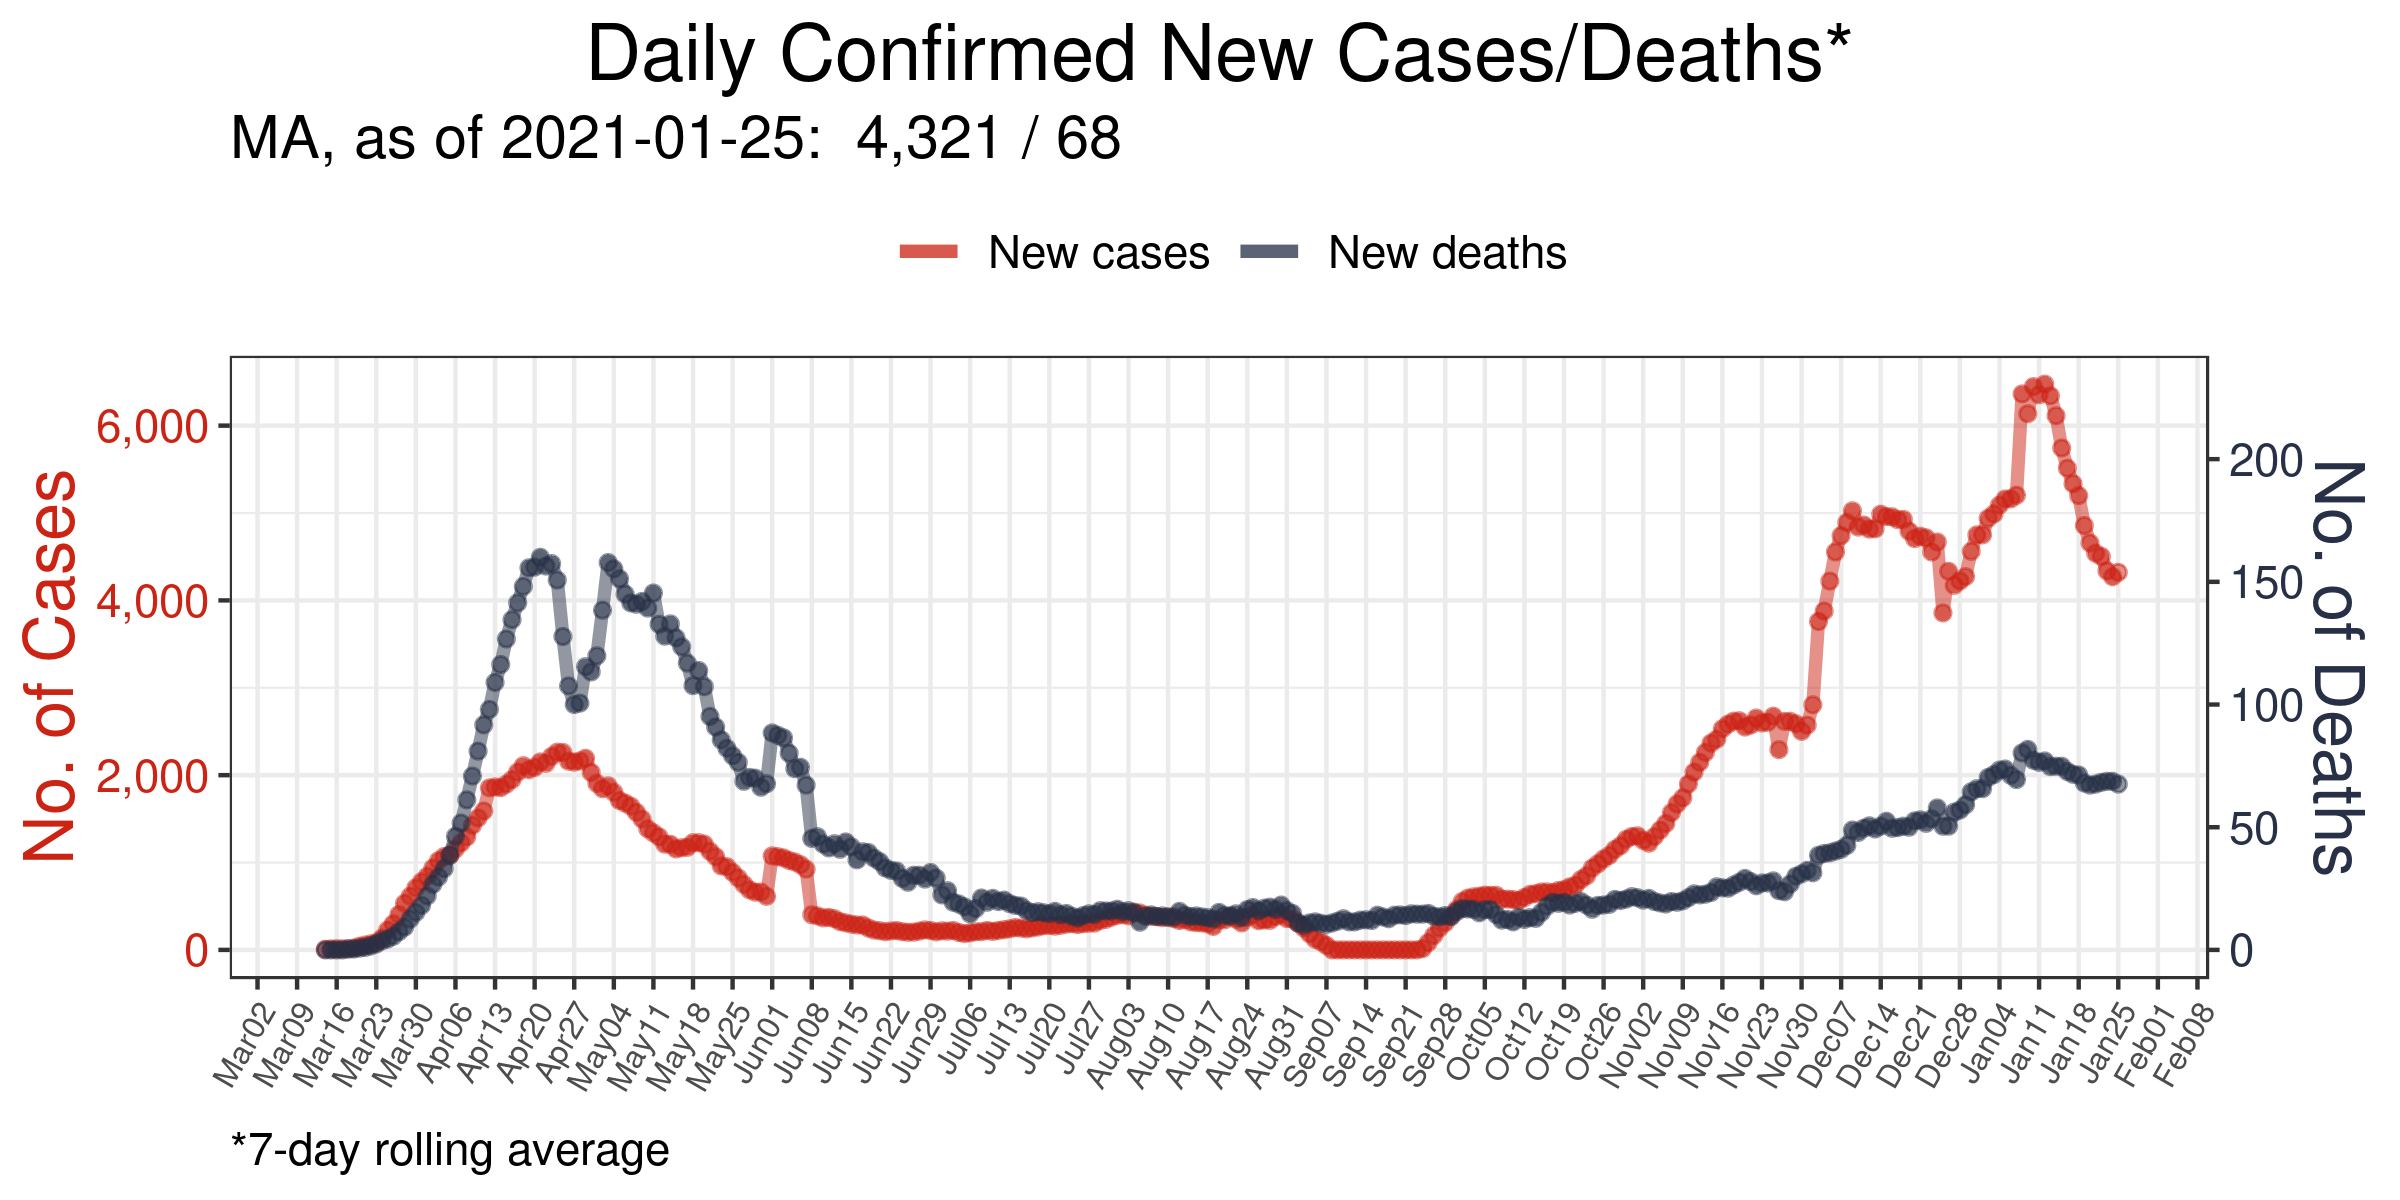 Daily Confirmed New Cases/Deaths*
MA, as of 2021-01-25:  4,321 / 68
New cases
New deaths
No. of Cases
6,000
4,000
2,000
0
No. of Deaths
200
150
100
50
0
Mar02
Mar09
Mar16
Mar23
Mar30
Apr06
Apr13
Apr20
Apr27
May04
May11
May18
May25
Jun01
Jun08
Jun15
Jun22
Jun29
Jul06
Jul13
Jul20
Jul27
Aug03
Aug10
Aug17
Aug24
Aug31
Sep07
Sep14
Sep21
Sep28
Oct05
Oct12
Oct19
Oct26
Nov02
Nov09
Nov16
Nov23
Nov30
Dec07
Dec14
Dec21
Dec28
Jan04
Jan11
Jan18
Jan25
Feb01
Feb08
*7-day rolling average